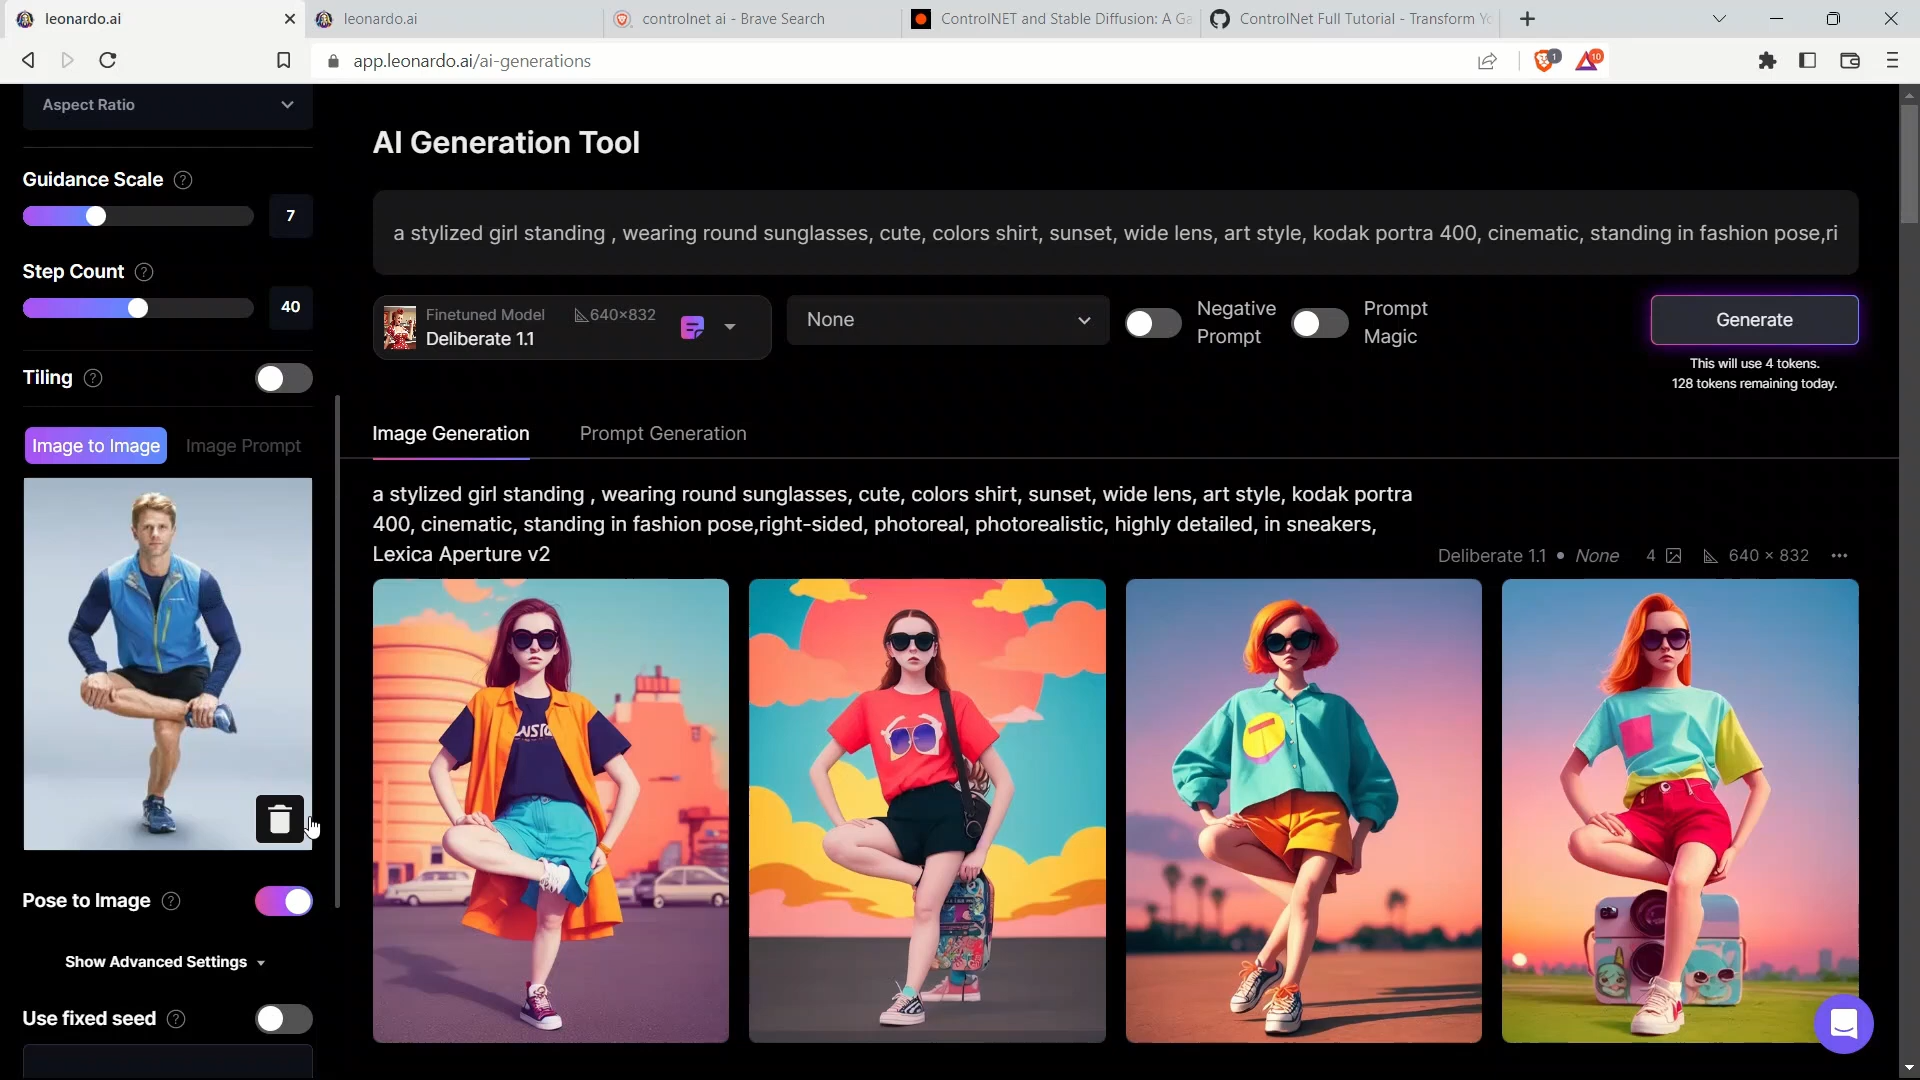 leonardo.ai
leonardo.ai
controlnet ai - Brave Search
ControlNET and Stable Diffusion: A Ga
ControlNet Full Tutorial - Transform Yo
app.leonardo.ai/ai-generations
1
10
Aspect Ratio
Guidance Scale ?
7
Step Count ?
40
Tiling ?
Image to Image Image Prompt
Pose to Image ?
Show Advanced Settings
Use fixed seed ?
AI Generation Tool
a stylized girl standing , wearing round sunglasses, cute, colors shirt, sunset, wide lens, art style, kodak portra 400, cinematic, standing in fashion pose,ri
Finetuned Model 640×832
Deliberate 1.1
None
Negative
Prompt
Prompt
Magic
Generate
This will use 4 tokens.
128 tokens remaining today.
Image Generation Prompt Generation
a stylized girl standing , wearing round sunglasses, cute, colors shirt, sunset, wide lens, art style, kodak portra
400, cinematic, standing in fashion pose,right-sided, photoreal, photorealistic, highly detailed, in sneakers,
Lexica Aperture v2
Deliberate 1.1 • None 4 640 × 832